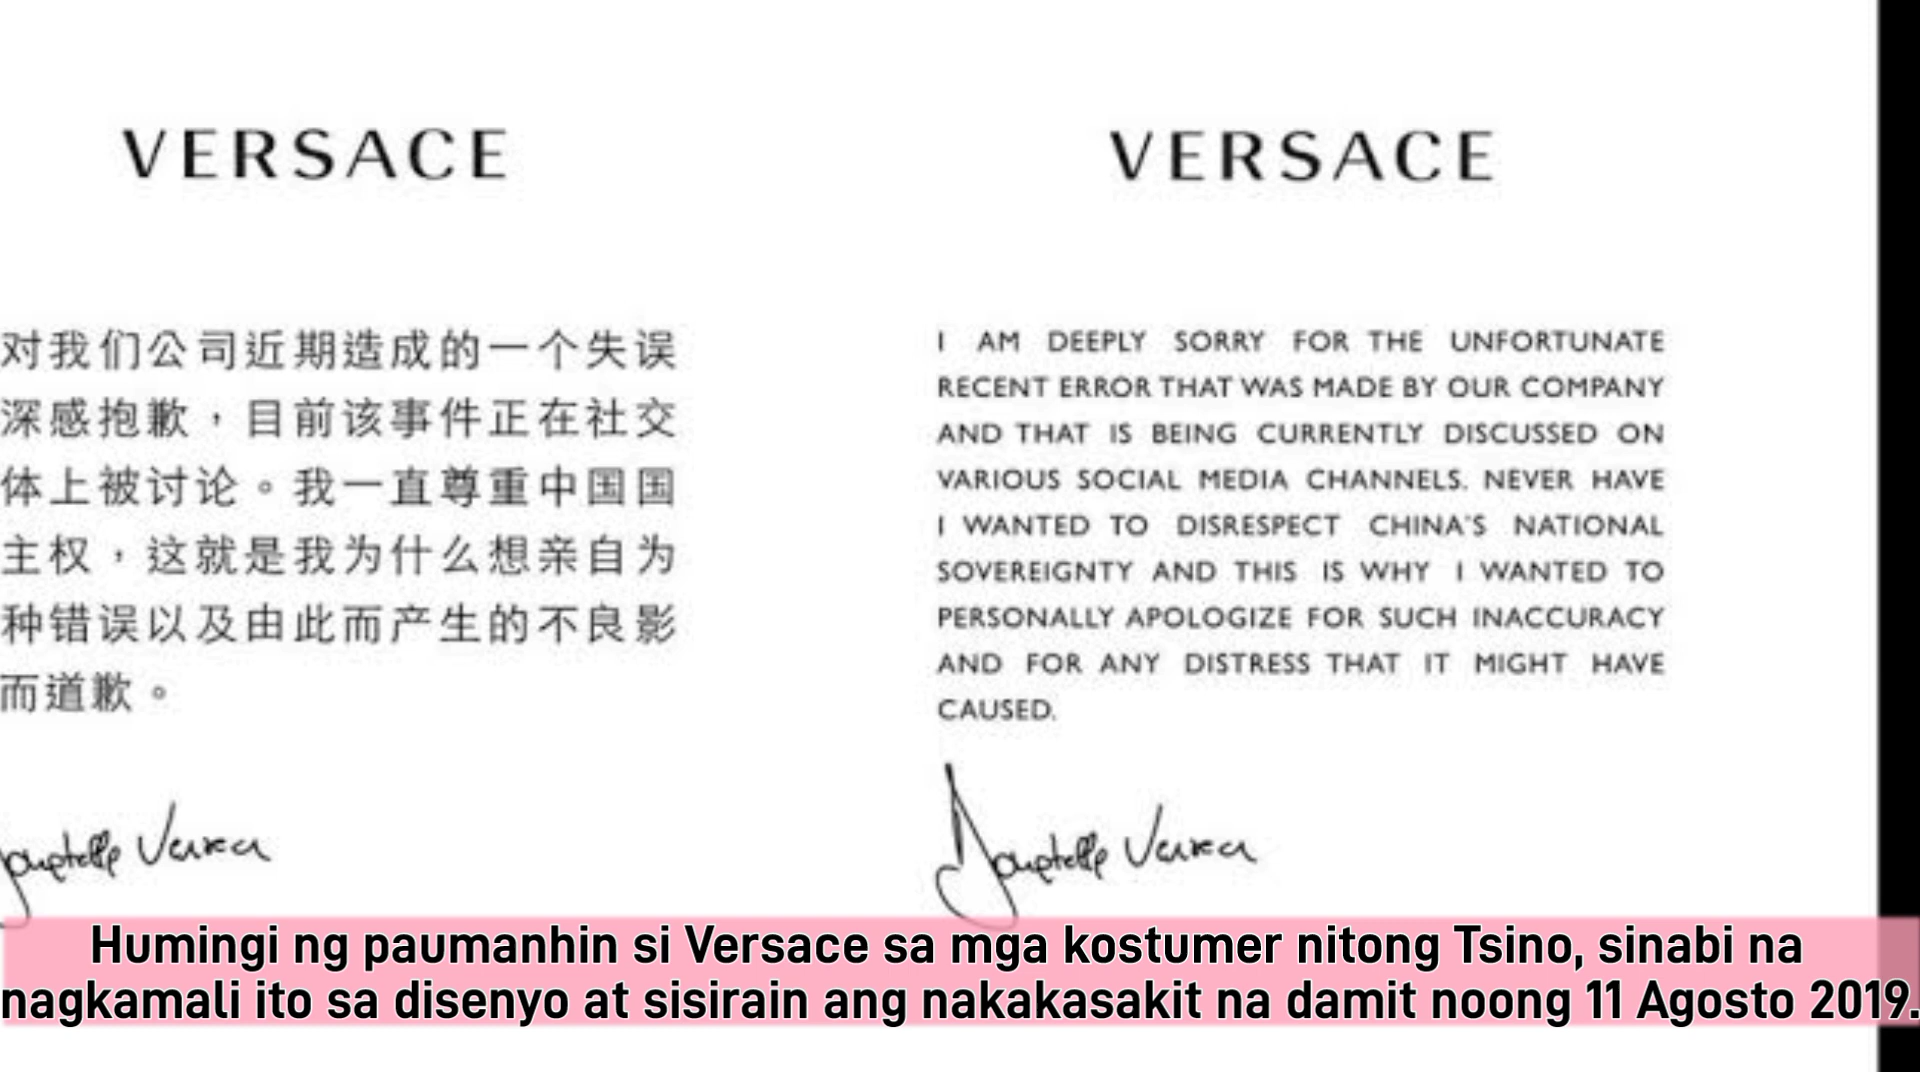 VERSACE
对我们公司近期造成的一个失误
深感抱歉，目前该事件正在社交
体上被讨论。我一直尊重中国国
主权，这就是我为什么想亲自为
种错误以及由此而产生的不良影
而道歉。
Donatella Versace
VERSACE
I AM DEEPLY SORRY FOR THE UNFORTUNATE
RECENT ERROR THAT WAS MADE BY OUR COMPANY
AND THAT IS BEING CURRENTLY DISCUSSED ON
VARIOUS SOCIAL MEDIA CHANNELS. NEVER HAVE
I WANTED TO DISRESPECT CHINA'S NATIONAL
SOVEREIGNTY AND THIS IS WHY I WANTED TO
PERSONALLY APOLOGIZE FOR SUCH INACCURACY
AND FOR ANY DISTRESS THAT IT MIGHT HAVE
CAUSED.
Donatella Versace
Humingi ng paumanhin si Versace sa mga kostumer nitong Tsino, sinabi na
nagkamali ito sa disenyo at sisirain ang nakakasakit na damit noong 11 Agosto 2019.